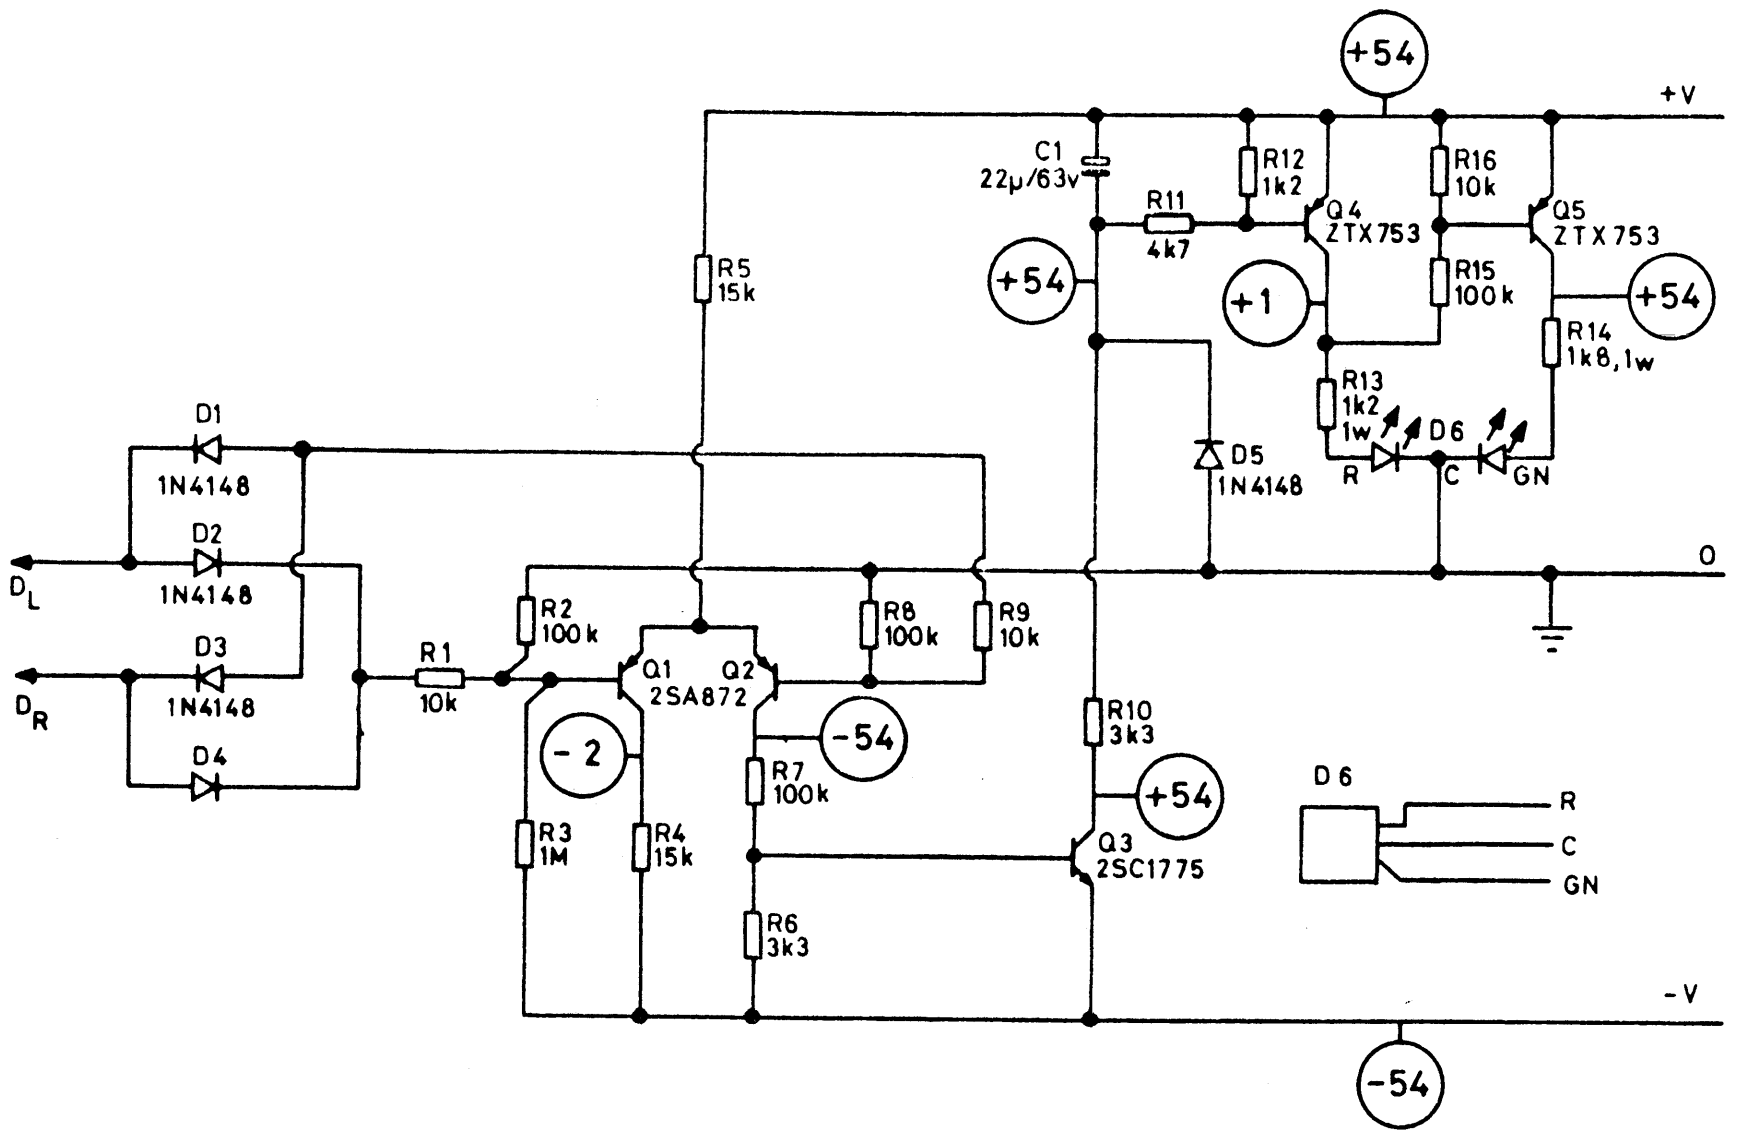 +54
+V
C1
22µ/63v
R12
1k2
R16
10k
R11
4k7
Q4
ZTX753
Q5
ZTX753
R5
15k
+54
+1
R15
100k
+54
R14
1k8,1w
R13
1k2
1w
D6
R
C
GN
D1
1N4148
D5
1N4148
D2
1N4148
O
DL
R2
100k
R8
100k
R9
10k
D3
1N4148
R1
10k
Q1
Q2
2SA872
DR
D4
-2
-54
R10
3k3
R7
100k
+54
D6
R
C
GN
R3
1M
R4
15k
Q3
2SC1775
R6
3k3
-V
-54